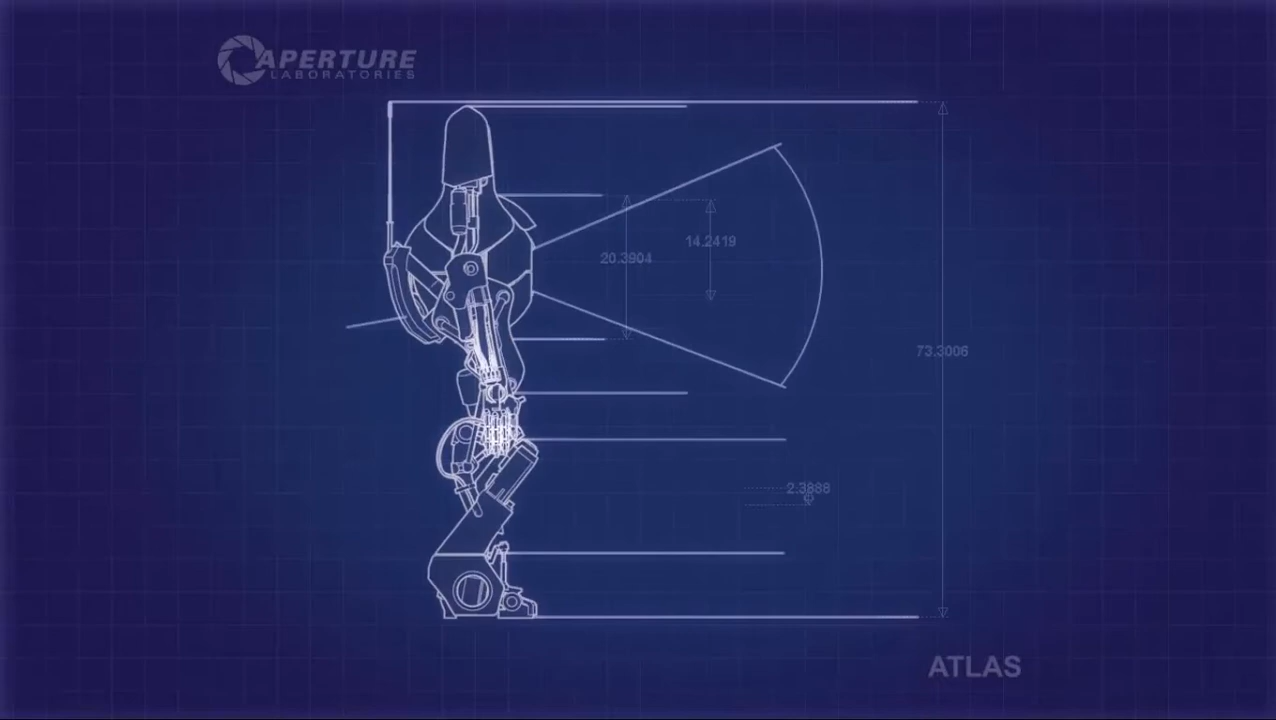 APERTURE
LABORATORIES
14.2419
20.3904
73.3006
2.3888
ATLAS